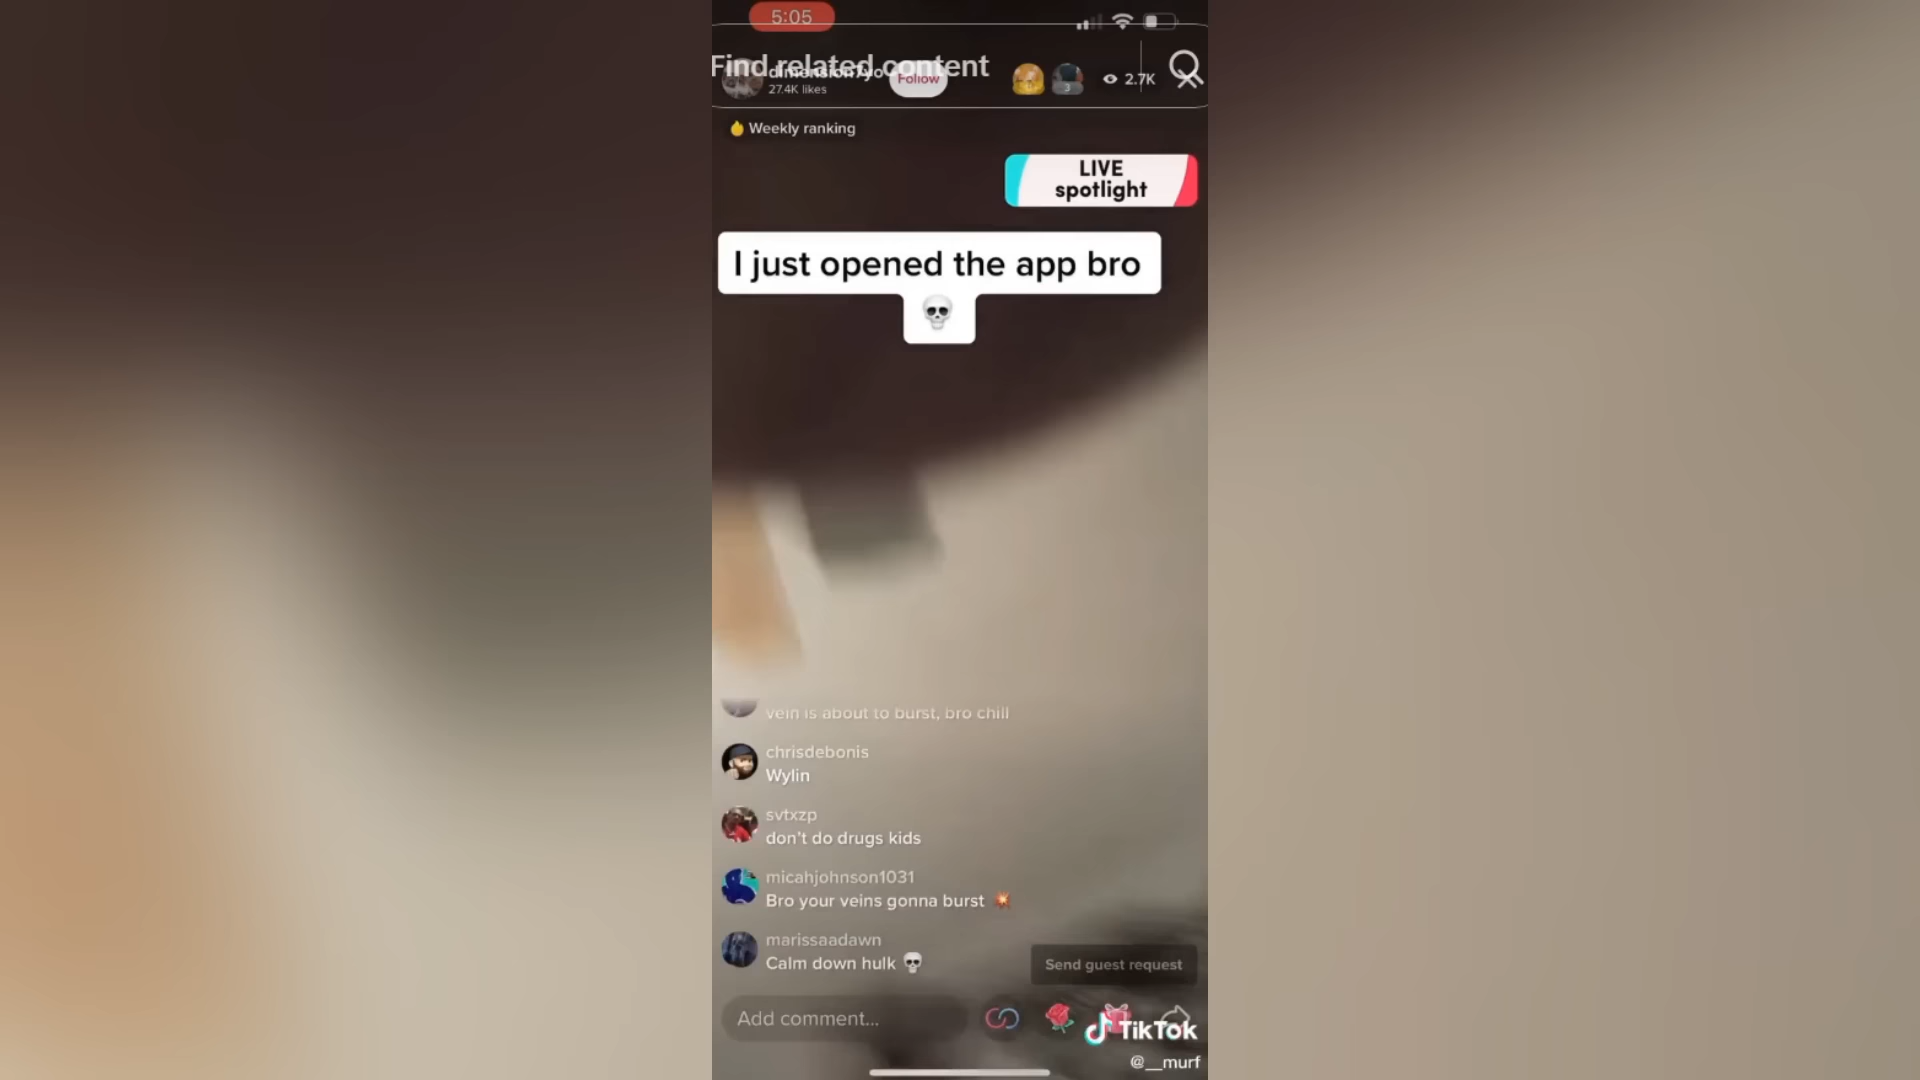 5:05
Find related content
dimension7yo
Follow
27.4K likes
3
2.7K
Weekly ranking
LIVE
spotlight
I just opened the app bro
💀
vein is about to burst, bro chill
chrisdebonis
Wylin
svtxzp
don't do drugs kids
micahjohnson1031
Bro your veins gonna burst 💥
marissaadawn
Calm down hulk 💀
Send guest request
Add comment...
TikTok
@__murf